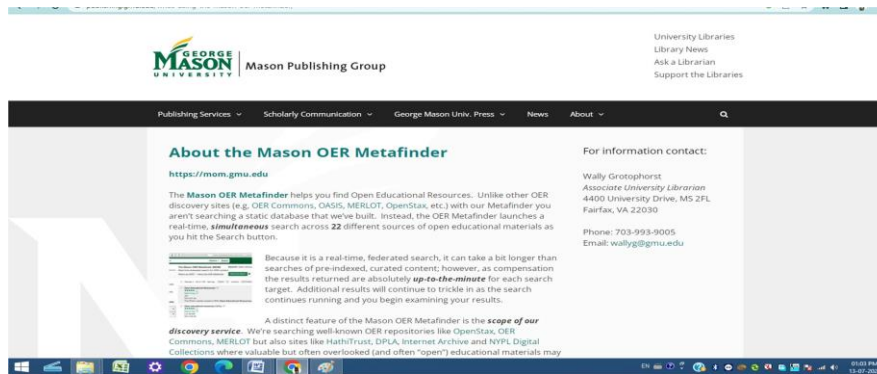 University Libraries
Library News
Ask a Librarian
Support the Libraries
GEORGE
MASON
UNIVERSITY
Mason Publishing Group
Publishing Services
Scholarly Communication
George Mason Univ. Press
News
About
About the Mason OER Metafinder
https://mom.gmu.edu
The Mason OER Metafinder helps you find Open Educational Resources. Unlike other OER
discovery sites (e.g, OER Commons, OASIS, MERLOT, OpenStax, etc.) with our Metafinder you
aren't searching a static database that we've built. Instead, the OER Metafinder launches a
real-time, simultaneous search across 22 different sources of open educational materials as
you hit the Search button.
Because it is a real-time, federated search, it can take a bit longer than
searches of pre-indexed, curated content; however, as compensation
the results returned are absolutely up-to-the-minute for each search
target. Additional results will continue to trickle in as the search
continues running and you begin examining your results.
A distinct feature of the Mason OER Metafinder is the scope of our
discovery service. We're searching well-known OER repositories like OpenStax, OER
Commons, MERLOT but also sites like HathiTrust, DPLA, Internet Archive and NYPL Digital
Collections where valuable but often overlooked (and often "open") educational materials may
For information contact:
Wally Grotophorst
Associate University Librarian
4400 University Drive, MS 2FL
Fairfax, VA 22030
Phone: 703-993-9005
Email: wallyg@gmu.edu
EN
01:03 PM